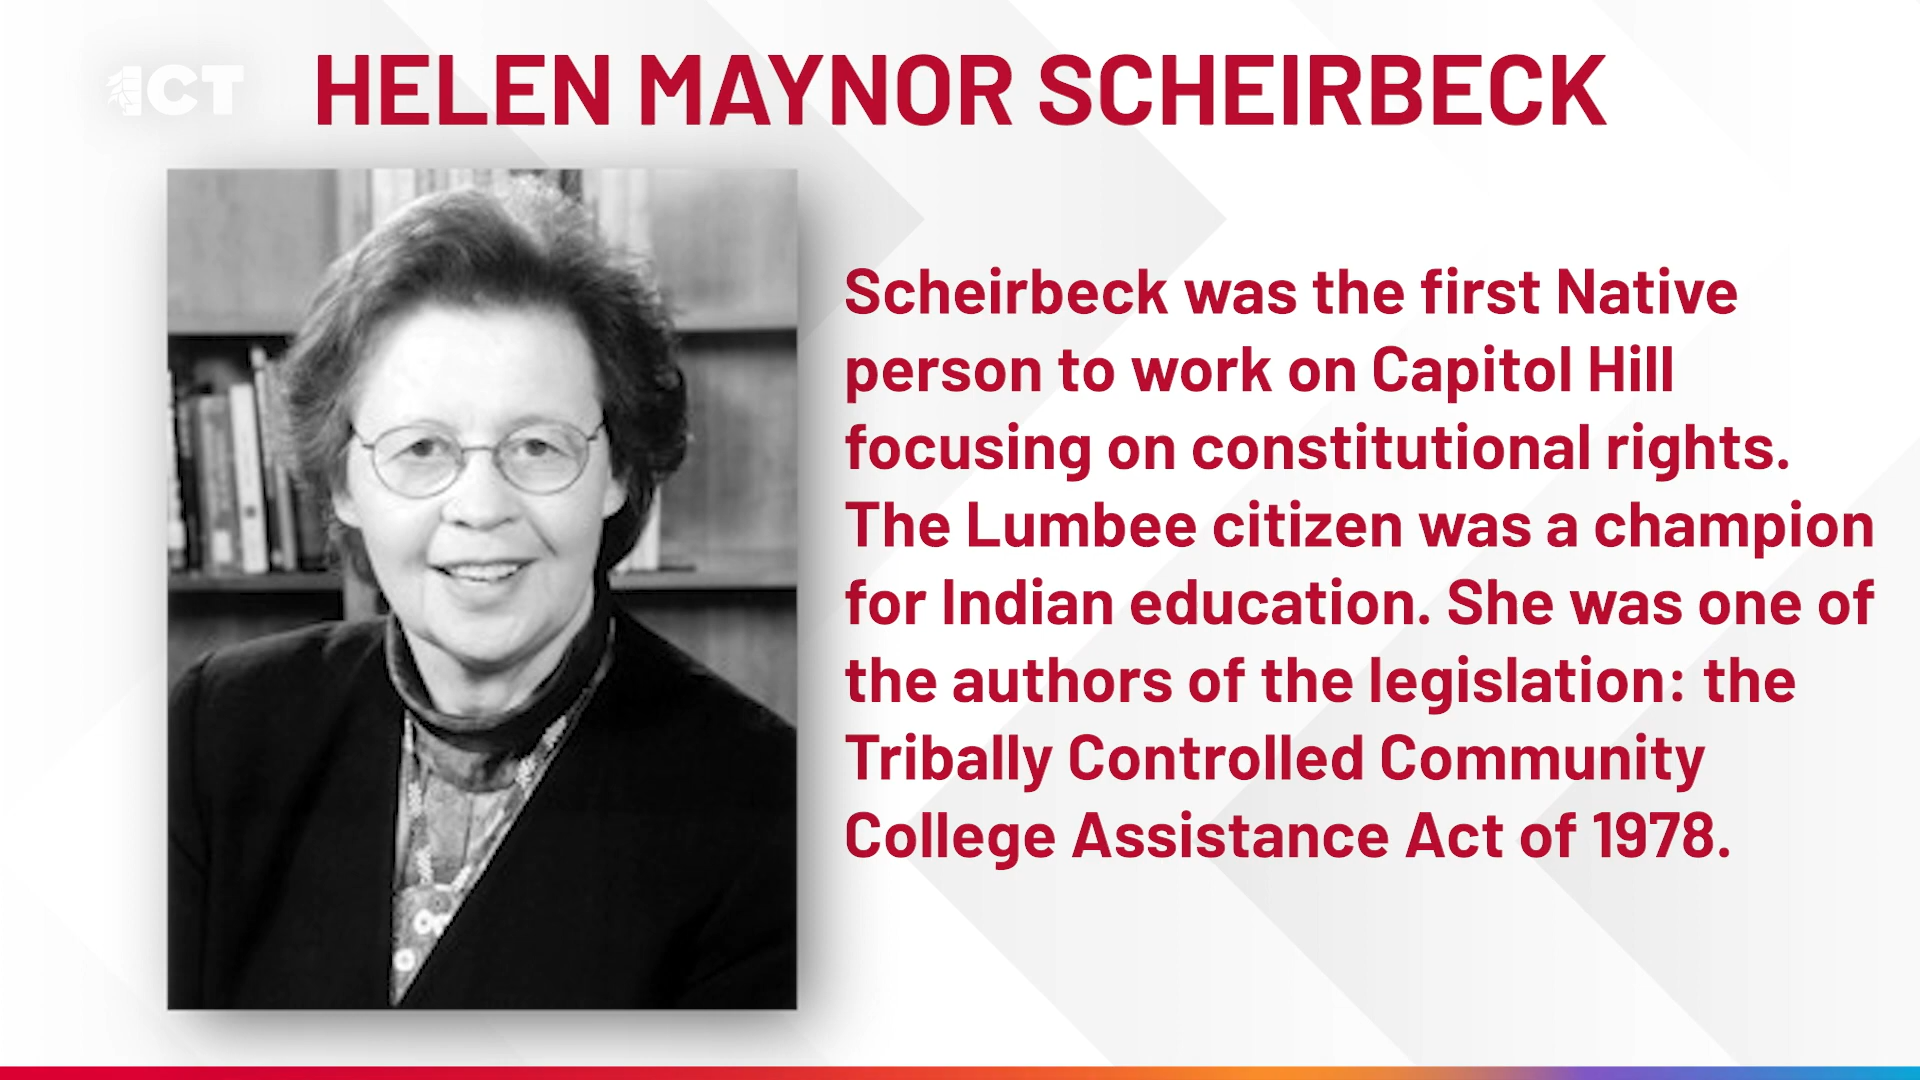 ICT
HELEN MAYNOR SCHEIRBECK
Scheirbeck was the first Native
person to work on Capitol Hill
focusing on constitutional rights.
The Lumbee citizen was a champion
for Indian education. She was one of
the authors of the legislation: the
Tribally Controlled Community
College Assistance Act of 1978.